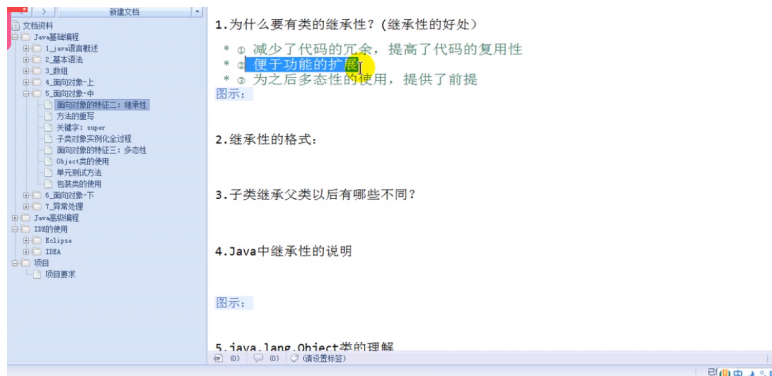 新建文档
文档资料
Java基础编程
1_java语言概述
2_基本语法
3_数组
4_面向对象-上
5_面向对象-中
面向对象的特征二：继承性
方法的重写
关键字：super
子类对象实例化全过程
面向对象的特征三：多态性
Object类的使用
单元测试方法
包装类的使用
6_面向对象-下
7_异常处理
Java高级编程
IDE的使用
Eclipse
IDEA
项目
项目要求
1.为什么要有类的继承性？(继承性的好处）
* ① 减少了代码的冗余，提高了代码的复用性
* ② 便于功能的扩展
* ③ 为之后多态性的使用，提供了前提
图示：
2.继承性的格式：
3.子类继承父类以后有哪些不同？
4.Java中继承性的说明
图示：
5.java.lang.Object类的理解
(0) (0) (请设置标签)